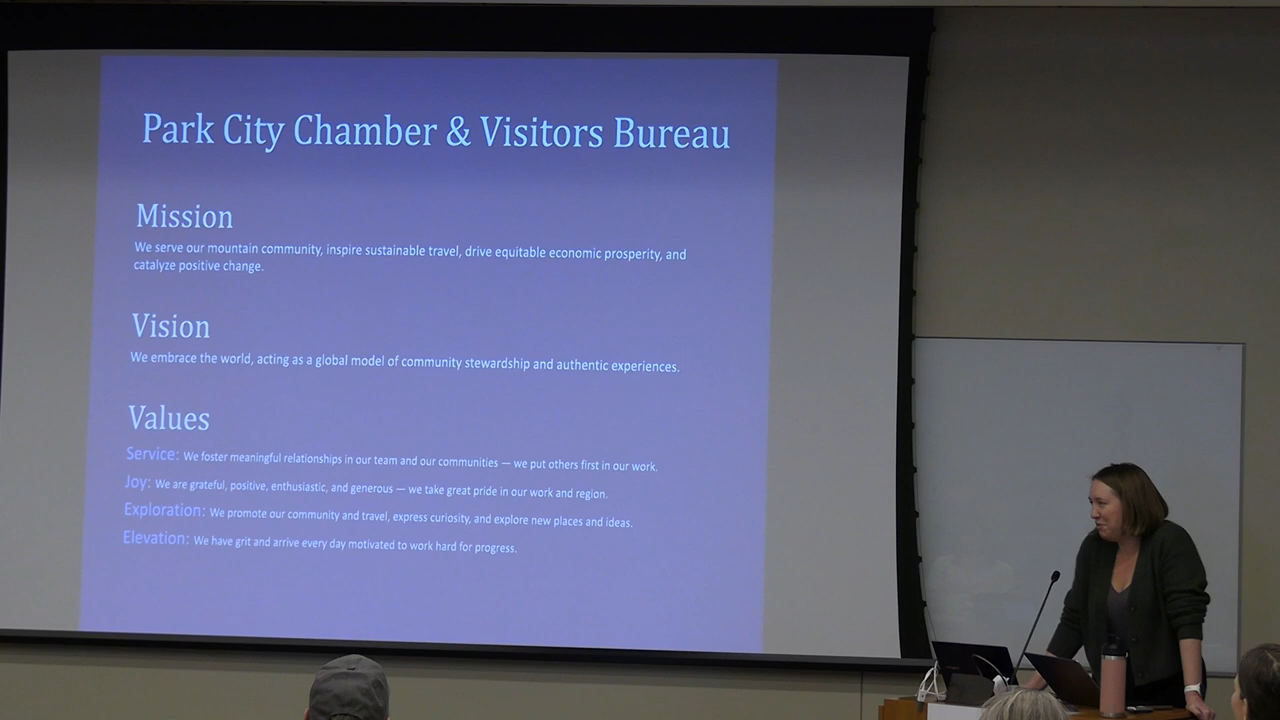 Park City Chamber & Visitors Bureau
Mission
We serve our mountain community, inspire sustainable travel, drive equitable economic prosperity, and
catalyze positive change.
Vision
We embrace the world, acting as a global model of community stewardship and authentic experiences.
Values
Service: We foster meaningful relationships in our team and our communities — we put others first in our work.
Joy: We are grateful, positive, enthusiastic, and generous — we take great pride in our work and region.
Exploration: We promote our community and travel, express curiosity, and explore new places and ideas.
Elevation: We have grit and arrive every day motivated to work hard for progress.